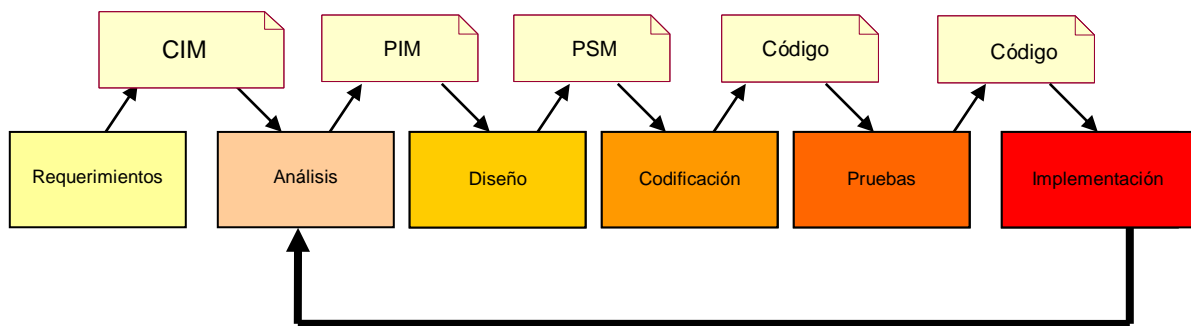 CIM
PIM
PSM
Código
Código
Requerimientos
Análisis
Diseño
Codificación
Pruebas
Implementación